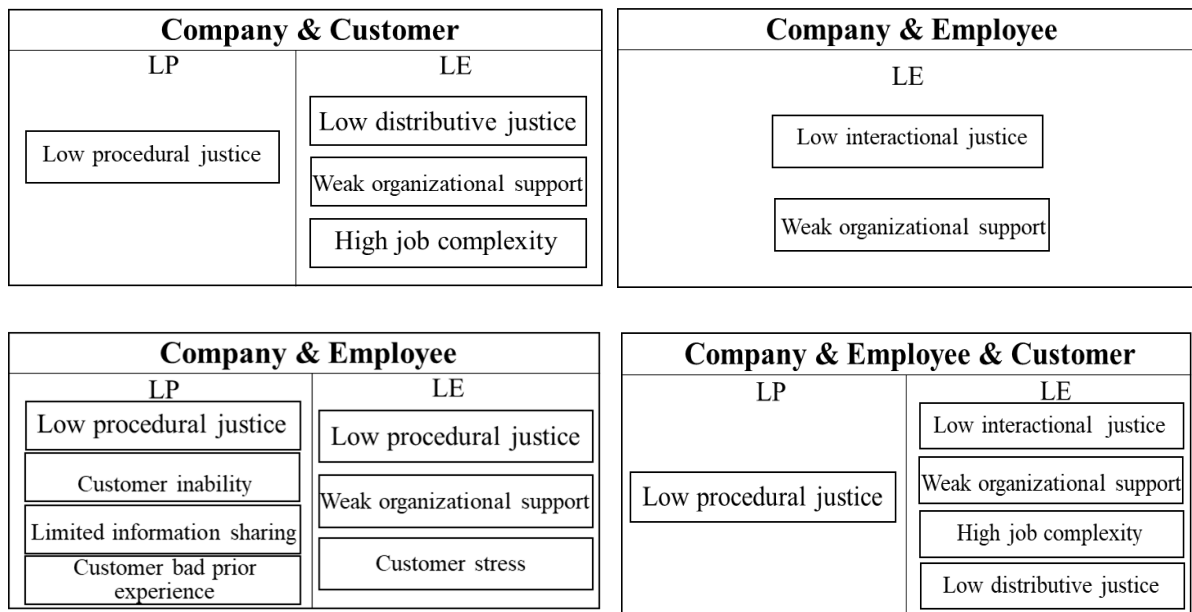 Company & Customer
LP
LE
Low procedural justice
Low distributive justice
Weak organizational support
High job complexity
Company & Employee
LE
Low interactional justice
Weak organizational support
Company & Employee
LP
LE
Low procedural justice
Customer inability
Limited information sharing
Customer bad prior
experience
Low procedural justice
Weak organizational support
Customer stress
Company & Employee & Customer
LP
LE
Low procedural justice
Low interactional justice
Weak organizational support
High job complexity
Low distributive justice